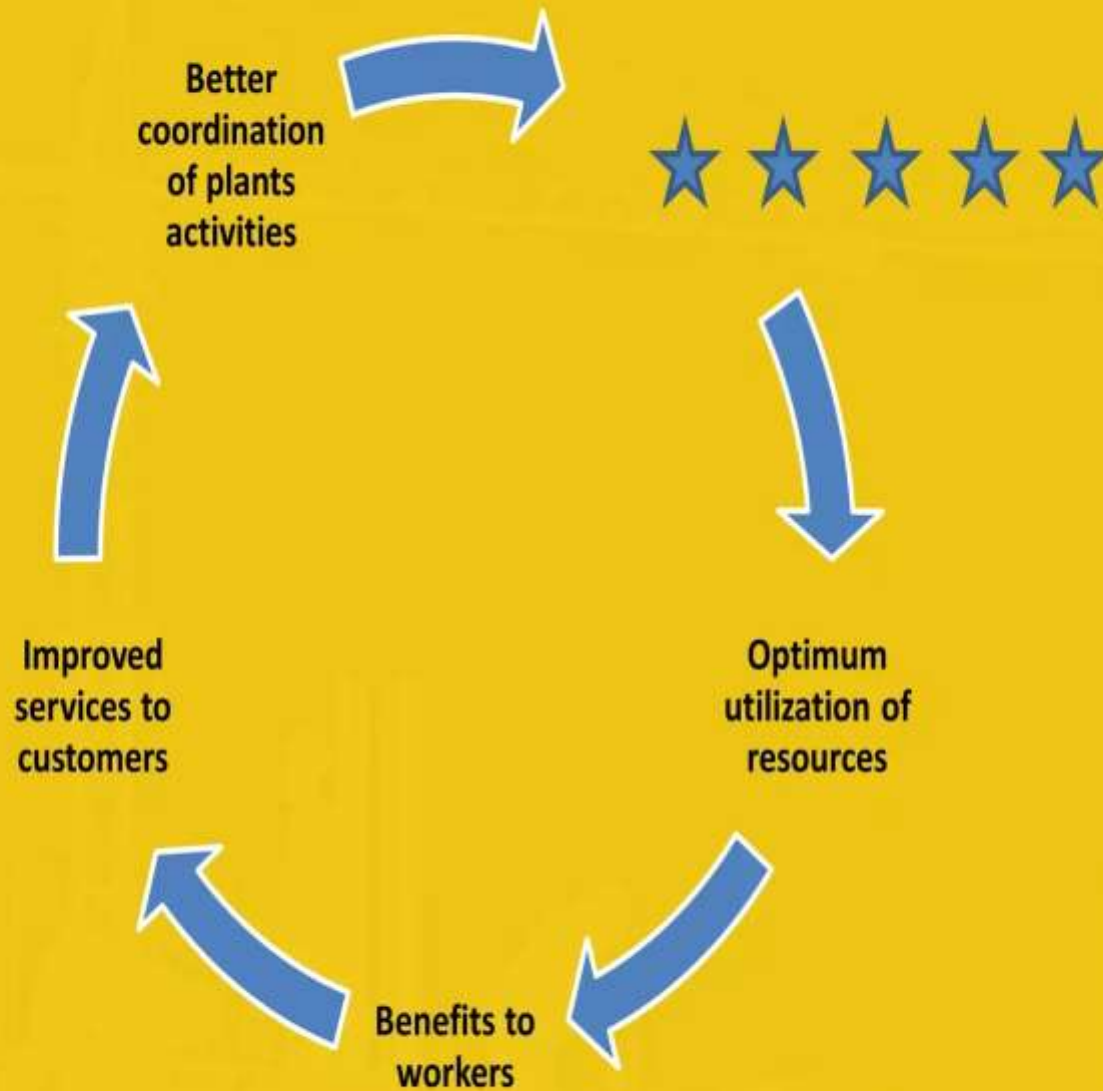 Better
coordination
of plants
activities
Improved
services to
customers
Optimum
utilization of
resources
Benefits to
workers